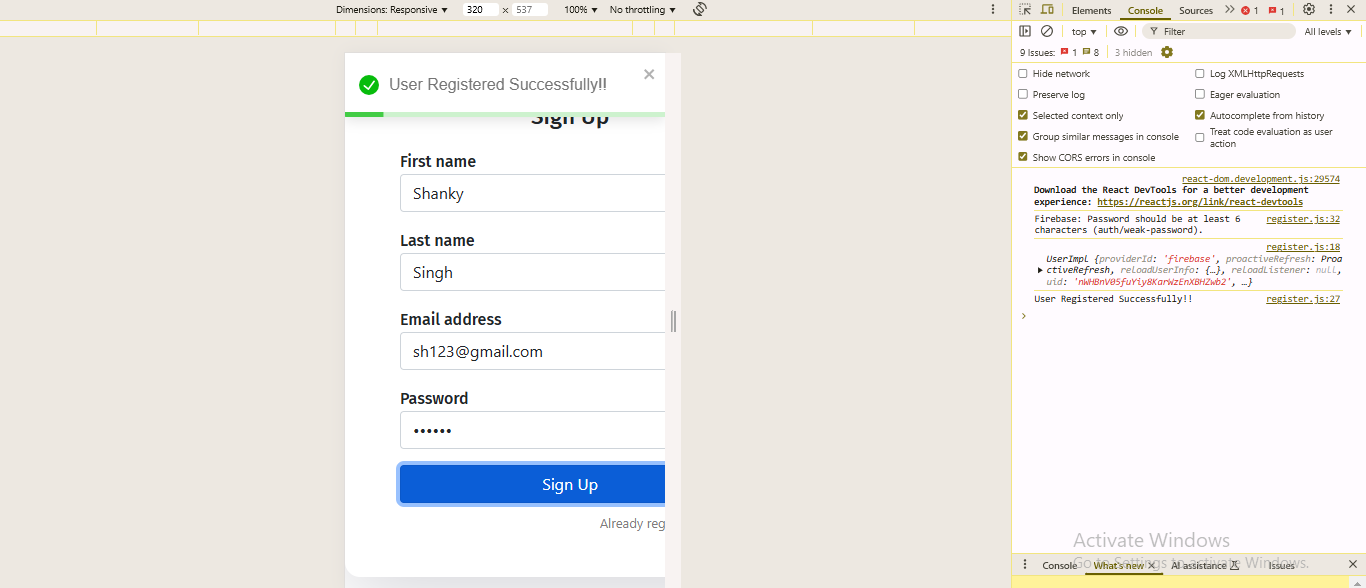 Dimensions: Responsive ▼ 320 × 537 100% ▼ No throttling ▼
Elements Console Sources 1 1
top ▼ Filter All levels ▼
9 Issues: 1 8 3 hidden
Hide network Log XMLHttpRequests
Preserve log Eager evaluation
Selected context only Autocomplete from history
Group similar messages in console Treat code evaluation as user action
Show CORS errors in console
User Registered Successfully!! ×
Sign Up
First name
Shanky
Last name
Singh
Email address
sh123@gmail.com
Password
••••••
Sign Up
Already reg
react-dom.development.js:29574
Download the React DevTools for a better development
experience: https://reactjs.org/link/react-devtools
Firebase: Password should be at least 6 register.js:32
characters (auth/weak-password).
register.js:18
UserImpl {providerId: 'firebase', proactiveRefresh: Proa
ctiveRefresh, reloadUserInfo: {…}, reloadListener: null,
uid: 'nWHBnV05fuYiy8KarWzEnXBHZwb2', …}
User Registered Successfully!! register.js:27
Activate Windows
Go to Settings to activate Windows.
Console What's new × AI assistance Issues ×